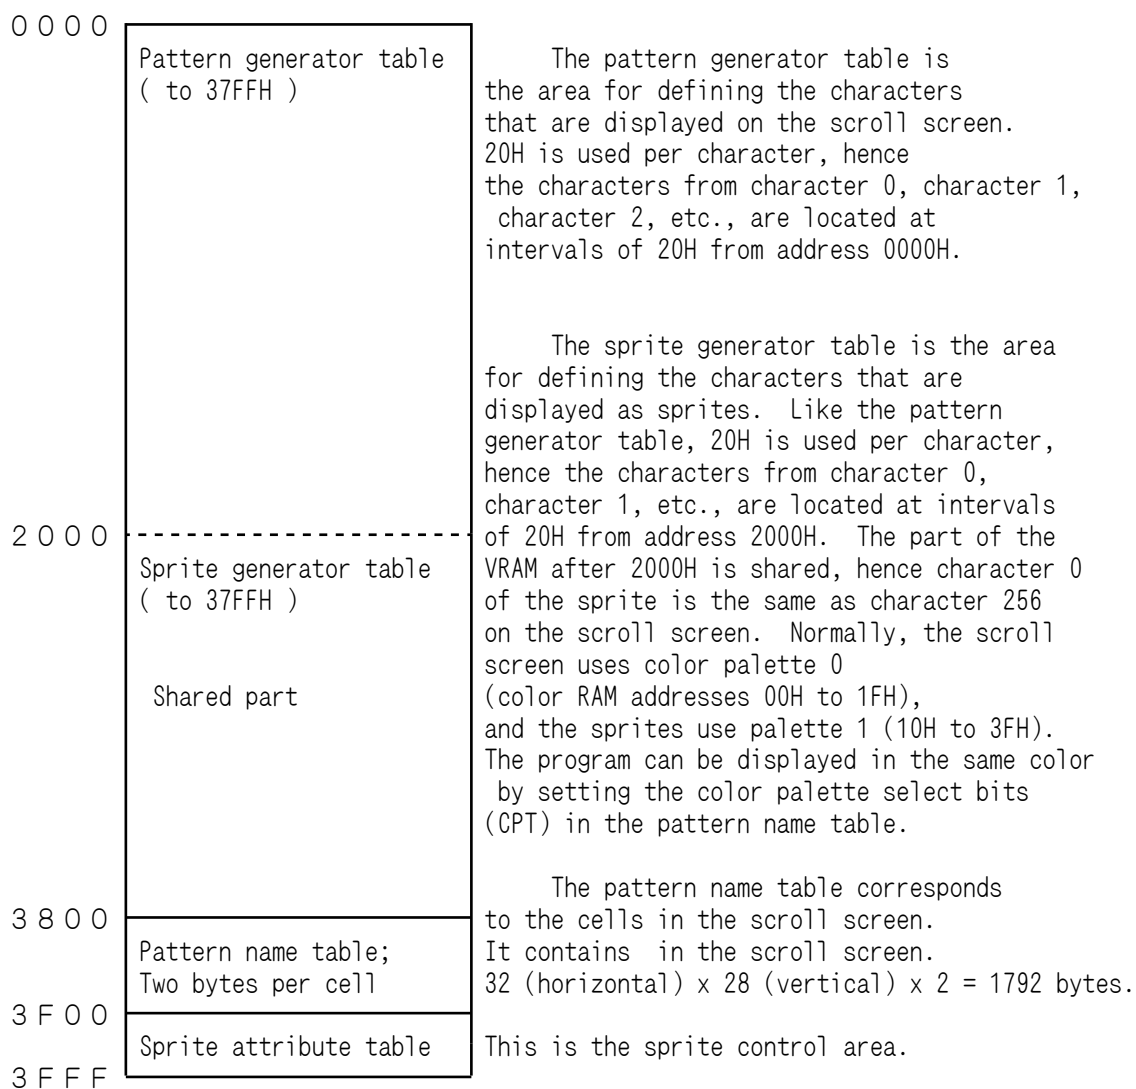 0000
Pattern generator table
( to 37FFH )
The pattern generator table is
the area for defining the characters
that are displayed on the scroll screen.
20H is used per character, hence
the characters from character 0, character 1,
character 2, etc., are located at
intervals of 20H from address 0000H.
The sprite generator table is the area
for defining the characters that are
displayed as sprites.  Like the pattern
generator table, 20H is used per character,
hence the characters from character 0,
character 1, etc., are located at intervals
of 20H from address 2000H.  The part of the
VRAM after 2000H is shared, hence character 0
of the sprite is the same as character 256
on the scroll screen.  Normally, the scroll
screen uses color palette 0
(color RAM addresses 00H to 1FH),
and the sprites use palette 1 (10H to 3FH).
The program can be displayed in the same color
by setting the color palette select bits
(CPT) in the pattern name table.
2000
Sprite generator table
( to 37FFH )
Shared part
The pattern name table corresponds
to the cells in the scroll screen.
It contains  in the scroll screen.
32 (horizontal) x 28 (vertical) x 2 = 1792 bytes.
3800
Pattern name table;
Two bytes per cell
3F00
Sprite attribute table
This is the sprite control area.
3FFF